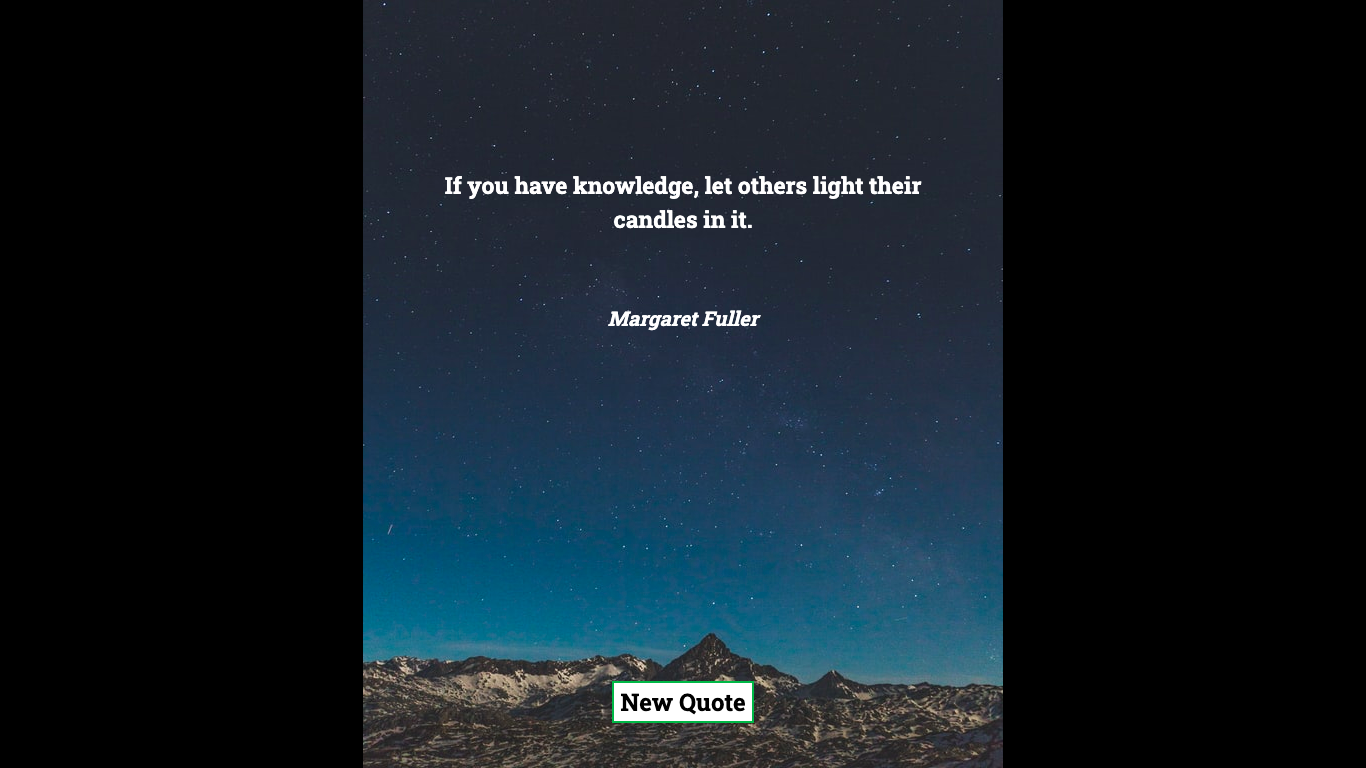 If you have knowledge, let others light their
candles in it.
Margaret Fuller
New Quote